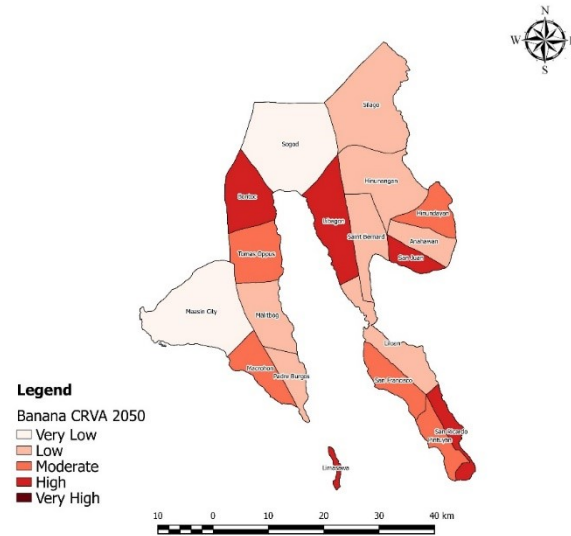 N
W
E
S
Silago
Sogod
Hinunangan
Bontoc
Libagon
Hinundayan
Saint Bernard
Anahawan
San Juan
Tomas Oppus
Maasin City
Malitbog
Liloan
Macrohon
Padre Burgos
San Francisco
San Ricardo
Pintuyan
Limasawa
Legend
Banana CRVA 2050
Very Low
Low
Moderate
High
Very High
10 0 10 20 30 40 km